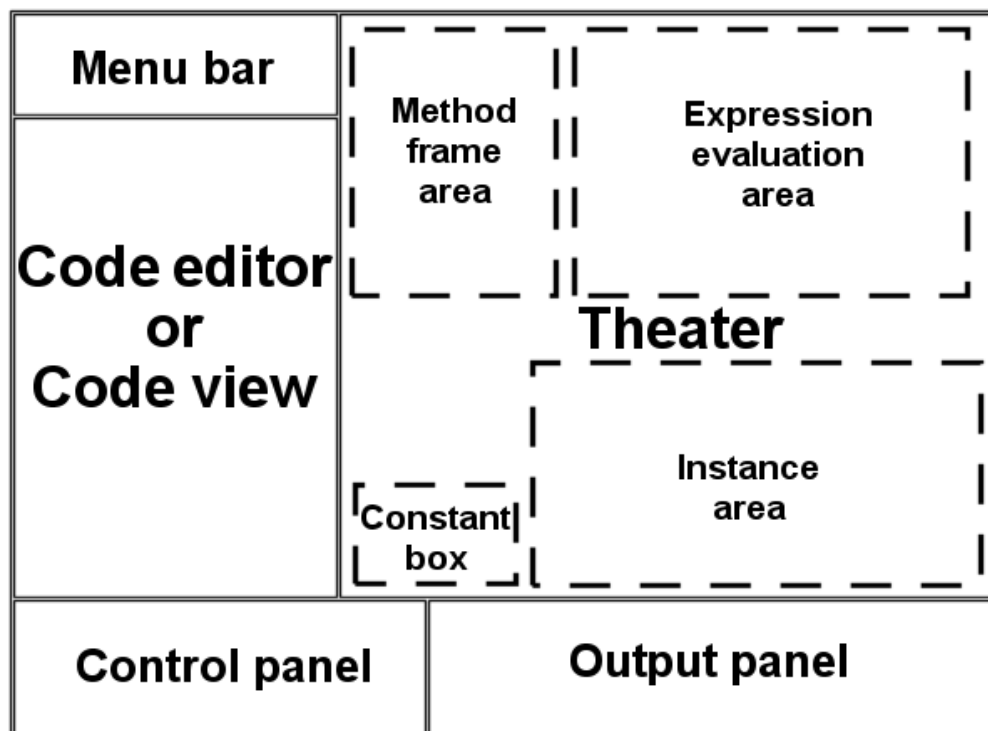 Menu bar
Code editor
or
Code view
Method
frame
area
Expression
evaluation
area
Theater
Constant
box
Instance
area
Control panel
Output panel